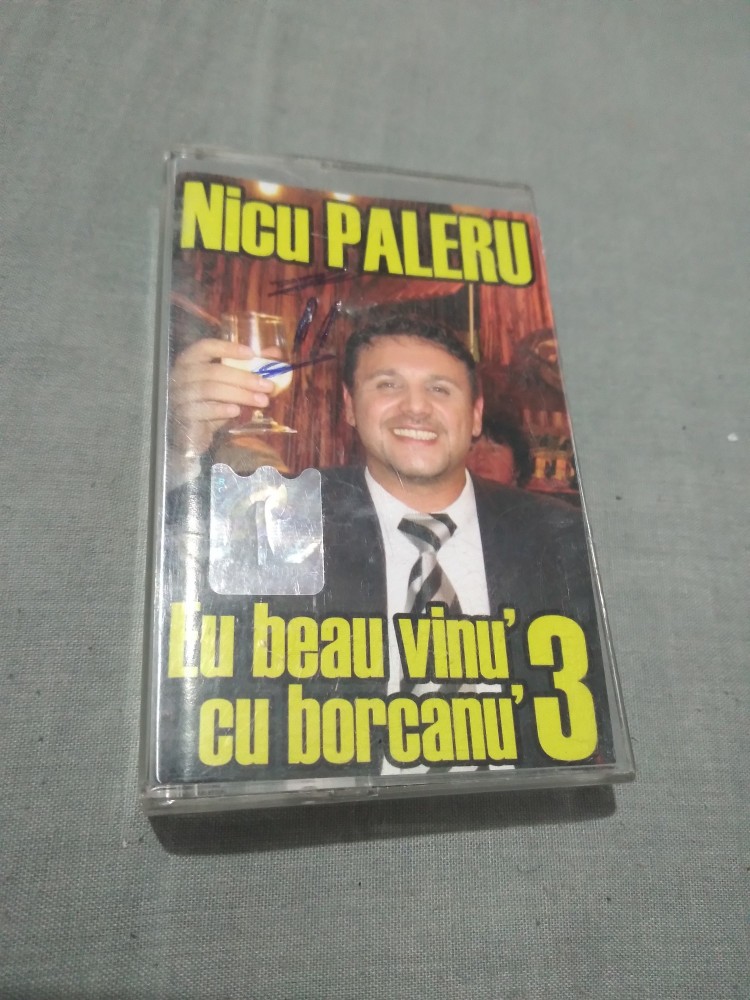 Nicu PALERU
Eu beau vinu' 3
cu borcanu'